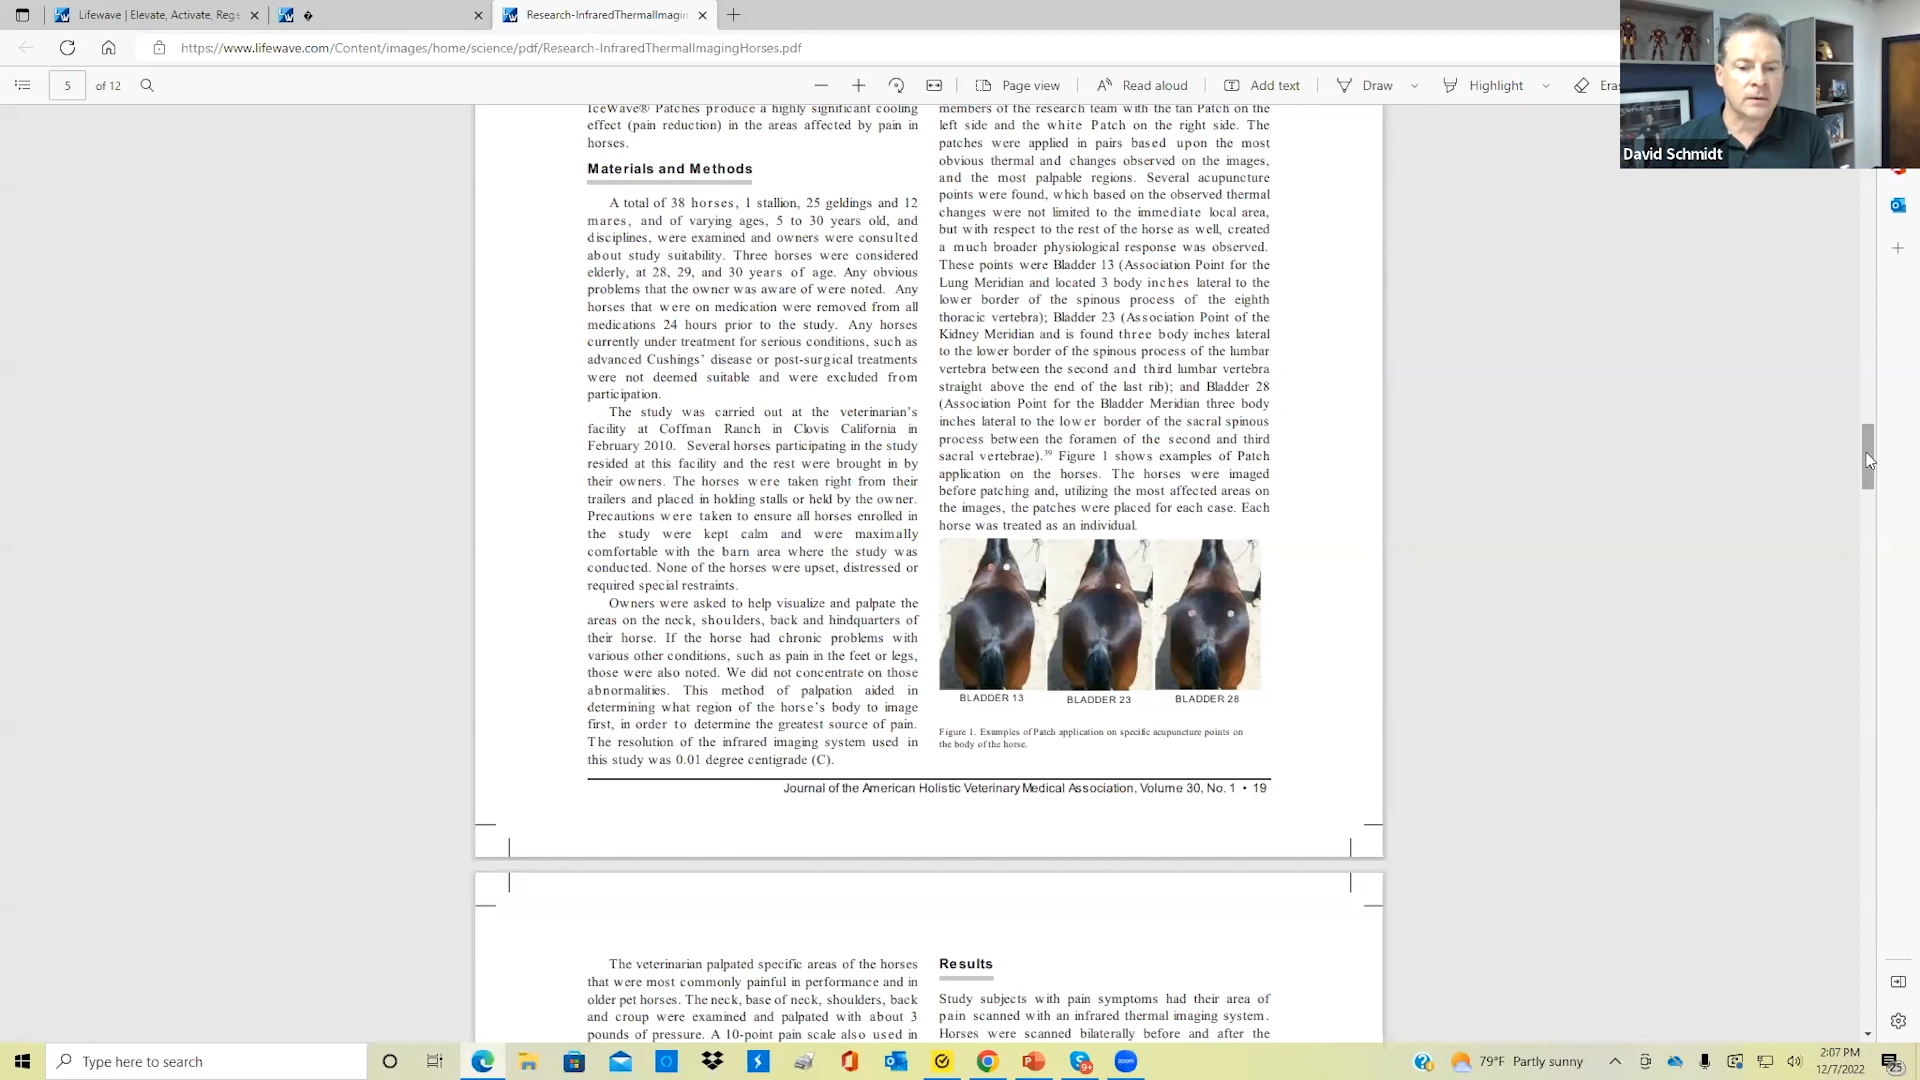 Lifewave | Elevate, Activate, Reg
Research-InfraredThermalImagin
https://www.lifewave.com/Content/images/home/science/pdf/Research-InfraredThermalImagingHorses.pdf
5 of 12
Page view
Read aloud
Add text
Draw
Highlight
Era
David Schmidt
IceWave® Patches produce a highly significant cooling
effect (pain reduction) in the areas affected by pain in
horses.
Materials and Methods
A total of 38 horses, 1 stallion, 25 geldings and 12
mares, and of varying ages, 5 to 30 years old, and
disciplines, were examined and owners were consulted
about study suitability. Three horses were considered
elderly, at 28, 29, and 30 years of age. Any obvious
problems that the owner was aware of were noted. Any
horses that were on medication were removed from all
medications 24 hours prior to the study. Any horses
currently under treatment for serious conditions, such as
advanced Cushings' disease or post-surgical treatments
were not deemed suitable and were excluded from
participation.
The study was carried out at the veterinarian's
facility at Coffman Ranch in Clovis California in
February 2010. Several horses participating in the study
resided at this facility and the rest were brought in by
their owners. The horses were taken right from their
trailers and placed in holding stalls or held by the owner.
Precautions were taken to ensure all horses enrolled in
the study were kept calm and were maximally
comfortable with the barn area where the study was
conducted. None of the horses were upset, distressed or
required special restraints.
Owners were asked to help visualize and palpate the
areas on the neck, shoulders, back and hindquarters of
their horse. If the horse had chronic problems with
various other conditions, such as pain in the feet or legs,
those were also noted. We did not concentrate on those
abnormalities. This method of palpation aided in
determining what region of the horse's body to image
first, in order to determine the greatest source of pain.
The resolution of the infrared imaging system used in
this study was 0.01 degree centigrade (C).
members of the research team with the tan Patch on the
left side and the white Patch on the right side. The
patches were applied in pairs based upon the most
obvious thermal and changes observed on the images,
and the most palpable regions. Several acupuncture
points were found, which based on the observed thermal
changes were not limited to the immediate local area,
but with respect to the rest of the horse as well, created
a much broader physiological response was observed.
These points were Bladder 13 (Association Point for the
Lung Meridian and located 3 body inches lateral to the
lower border of the spinous process of the eighth
thoracic vertebra); Bladder 23 (Association Point of the
Kidney Meridian and is found three body inches lateral
to the lower border of the spinous process of the lumbar
vertebra between the second and third lumbar vertebra
straight above the end of the last rib); and Bladder 28
(Association Point for the Bladder Meridian three body
inches lateral to the lower border of the sacral spinous
process between the foramen of the second and third
sacral vertebrae).³⁹ Figure 1 shows examples of Patch
application on the horses. The horses were imaged
before patching and, utilizing the most affected areas on
the images, the patches were placed for each case. Each
horse was treated as an individual.
BLADDER 13 BLADDER 23 BLADDER 28
Figure 1. Examples of Patch application on specific acupuncture points on
the body of the horse.
Journal of the American Holistic Veterinary Medical Association, Volume 30, No. 1 • 19
The veterinarian palpated specific areas of the horses
that were most commonly painful in performance and in
older pet horses. The neck, base of neck, shoulders, back
and croup were examined and palpated with about 3
pounds of pressure. A 10-point pain scale also used in
Results
Study subjects with pain symptoms had their area of
pain scanned with an infrared thermal imaging system.
Horses were scanned bilaterally before and after the
Type here to search
79°F Partly sunny
2:07 PM
12/7/2022